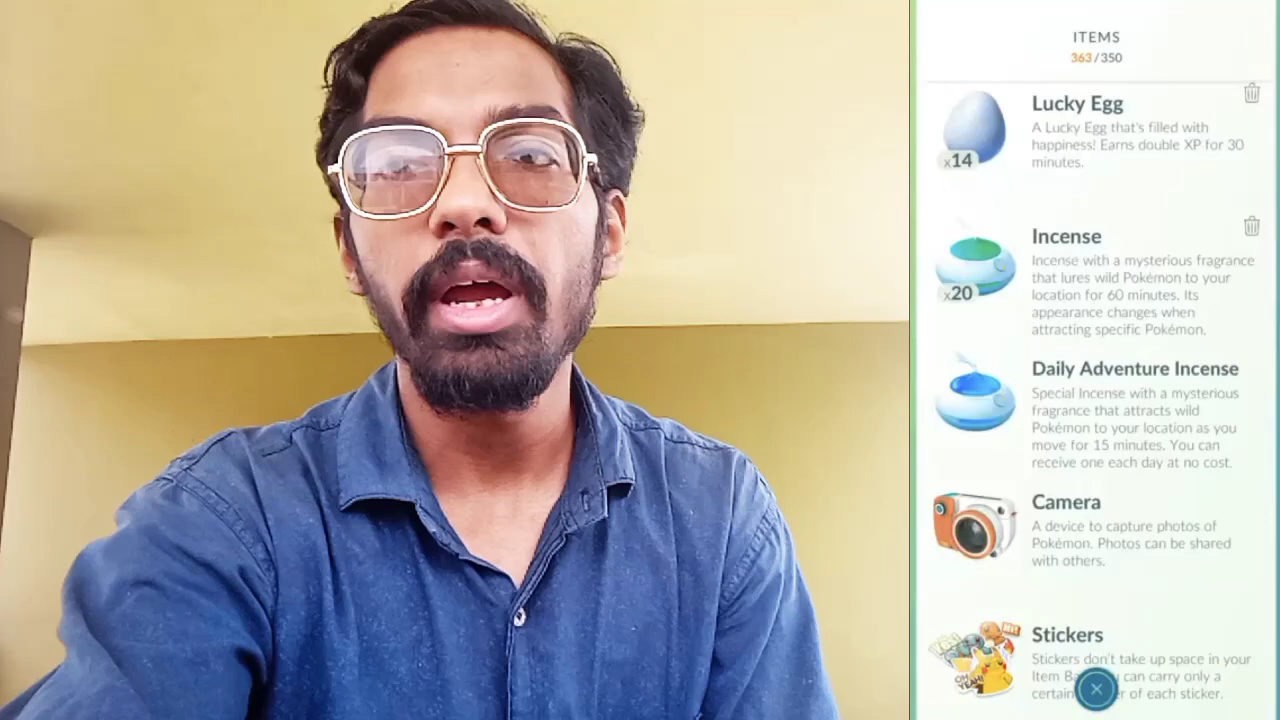 ITEMS
363/350
Lucky Egg
A Lucky Egg that's filled with
happiness! Earns double XP for 30
minutes.
x14
Incense
Incense with a mysterious fragrance
that lures wild Pokémon to your
location for 60 minutes. Its
appearance changes when
attracting specific Pokémon.
x20
Daily Adventure Incense
Special Incense with a mysterious
fragrance that attracts wild
Pokémon to your location as you
move for 15 minutes. You can
receive one each day at no cost.
Camera
A device to capture photos of
Pokémon. Photos can be shared
with others.
Stickers
Stickers don't take up space in your
Item can carry only a
certain of each sticker.
OH YEAH!